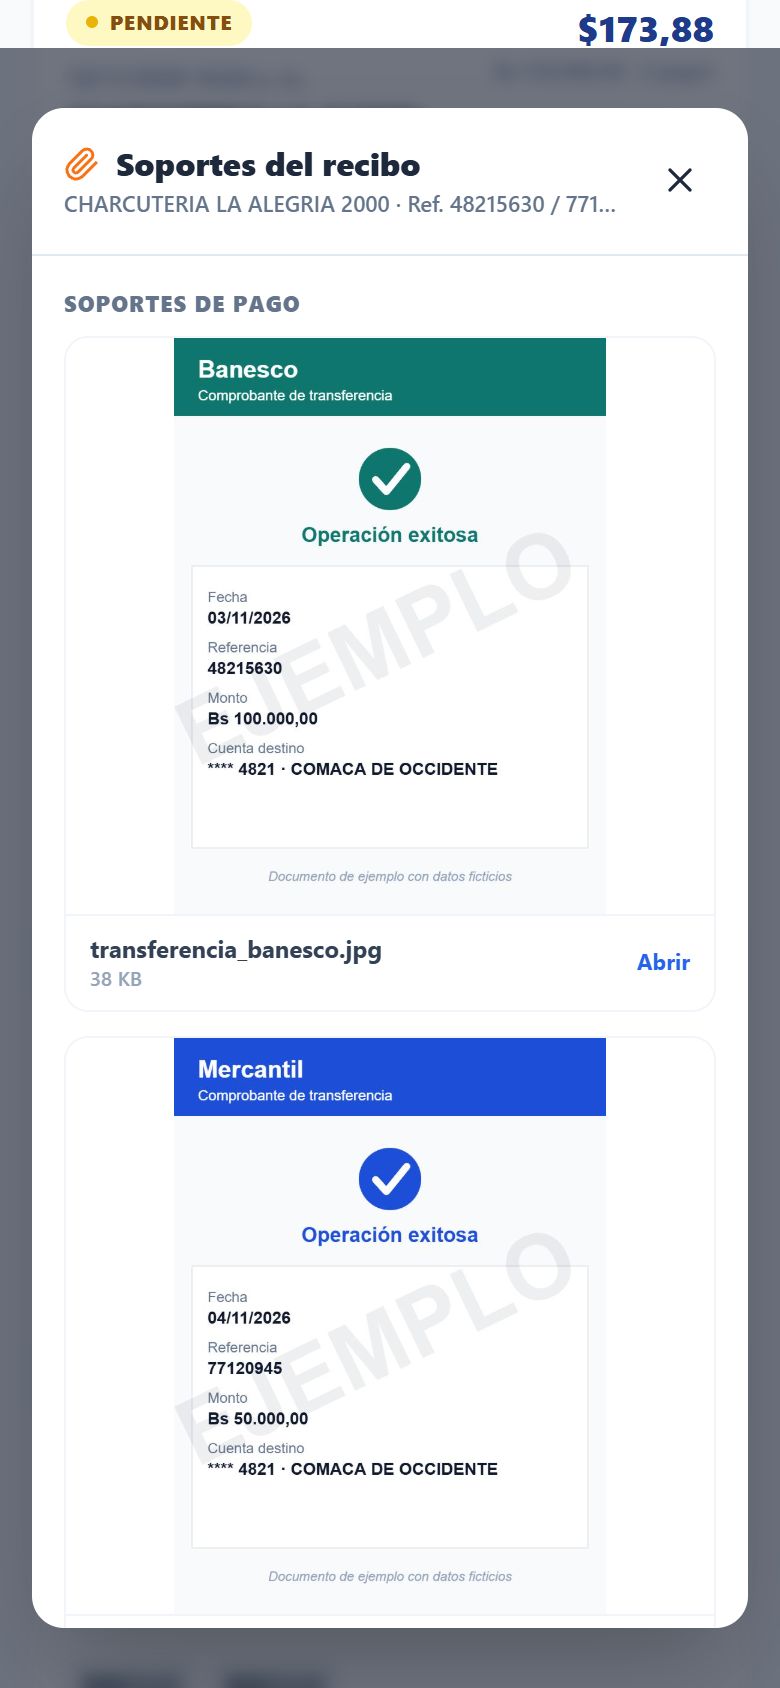 PENDIENTE
$173,88
Soportes del recibo
CHARCUTERIA LA ALEGRIA 2000 · Ref. 48215630 / 771...
SOPORTES DE PAGO
Banesco
Comprobante de transferencia
Operación exitosa
EJEMPLO
Fecha
03/11/2026
Referencia
48215630
Monto
Bs 100.000,00
Cuenta destino
**** 4821 · COMACA DE OCCIDENTE
Documento de ejemplo con datos ficticios
transferencia_banesco.jpg
38 KB
Abrir
Mercantil
Comprobante de transferencia
Operación exitosa
EJEMPLO
Fecha
04/11/2026
Referencia
77120945
Monto
Bs 50.000,00
Cuenta destino
**** 4821 · COMACA DE OCCIDENTE
Documento de ejemplo con datos ficticios